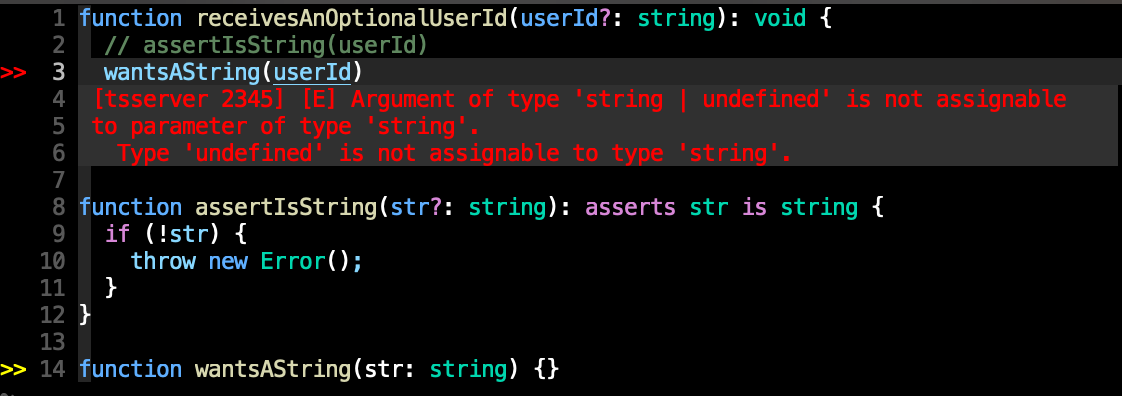 1 function receivesAnOptionalUserId(userId?: string): void {
2   // assertIsString(userId)
>> 3   wantsAString(userId)
4  [tsserver 2345] [E] Argument of type 'string | undefined' is not assignable
5  to parameter of type 'string'.
6    Type 'undefined' is not assignable to type 'string'.
7
8 function assertIsString(str?: string): asserts str is string {
9   if (!str) {
10     throw new Error();
11   }
12 }
13
>> 14 function wantsAString(str: string) {}